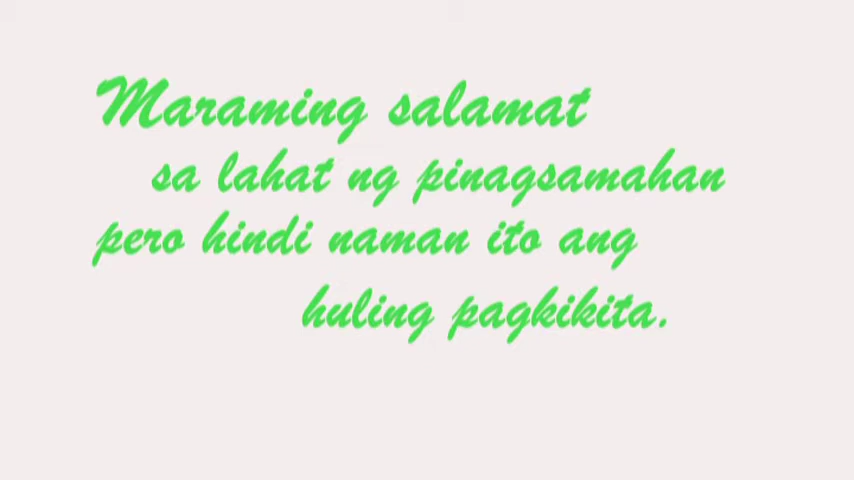 Maraming salamat
sa lahat ng pinagsamahan
pero hindi naman ito ang
huling pagkikita.